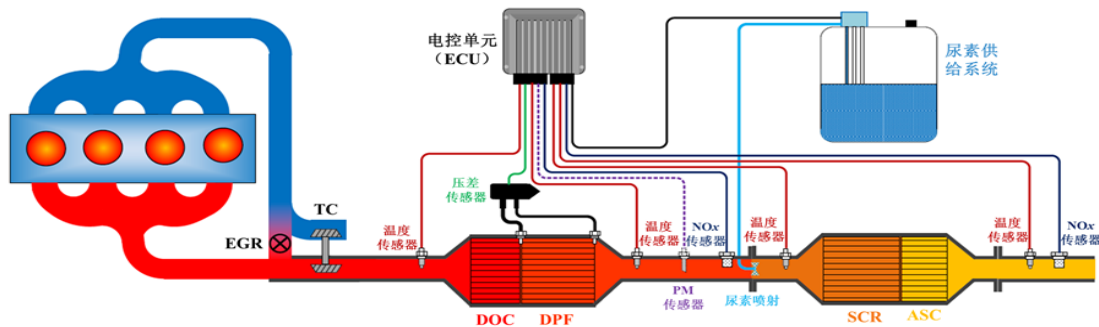 电控单元
（ECU）
尿素供
给系统
压差
传感器
TC
EGR
温度
传感器
温度
传感器
NOx
传感器
温度
传感器
温度
传感器
NOx
传感器
PM
传感器
尿素喷射
DOC
DPF
SCR
ASC